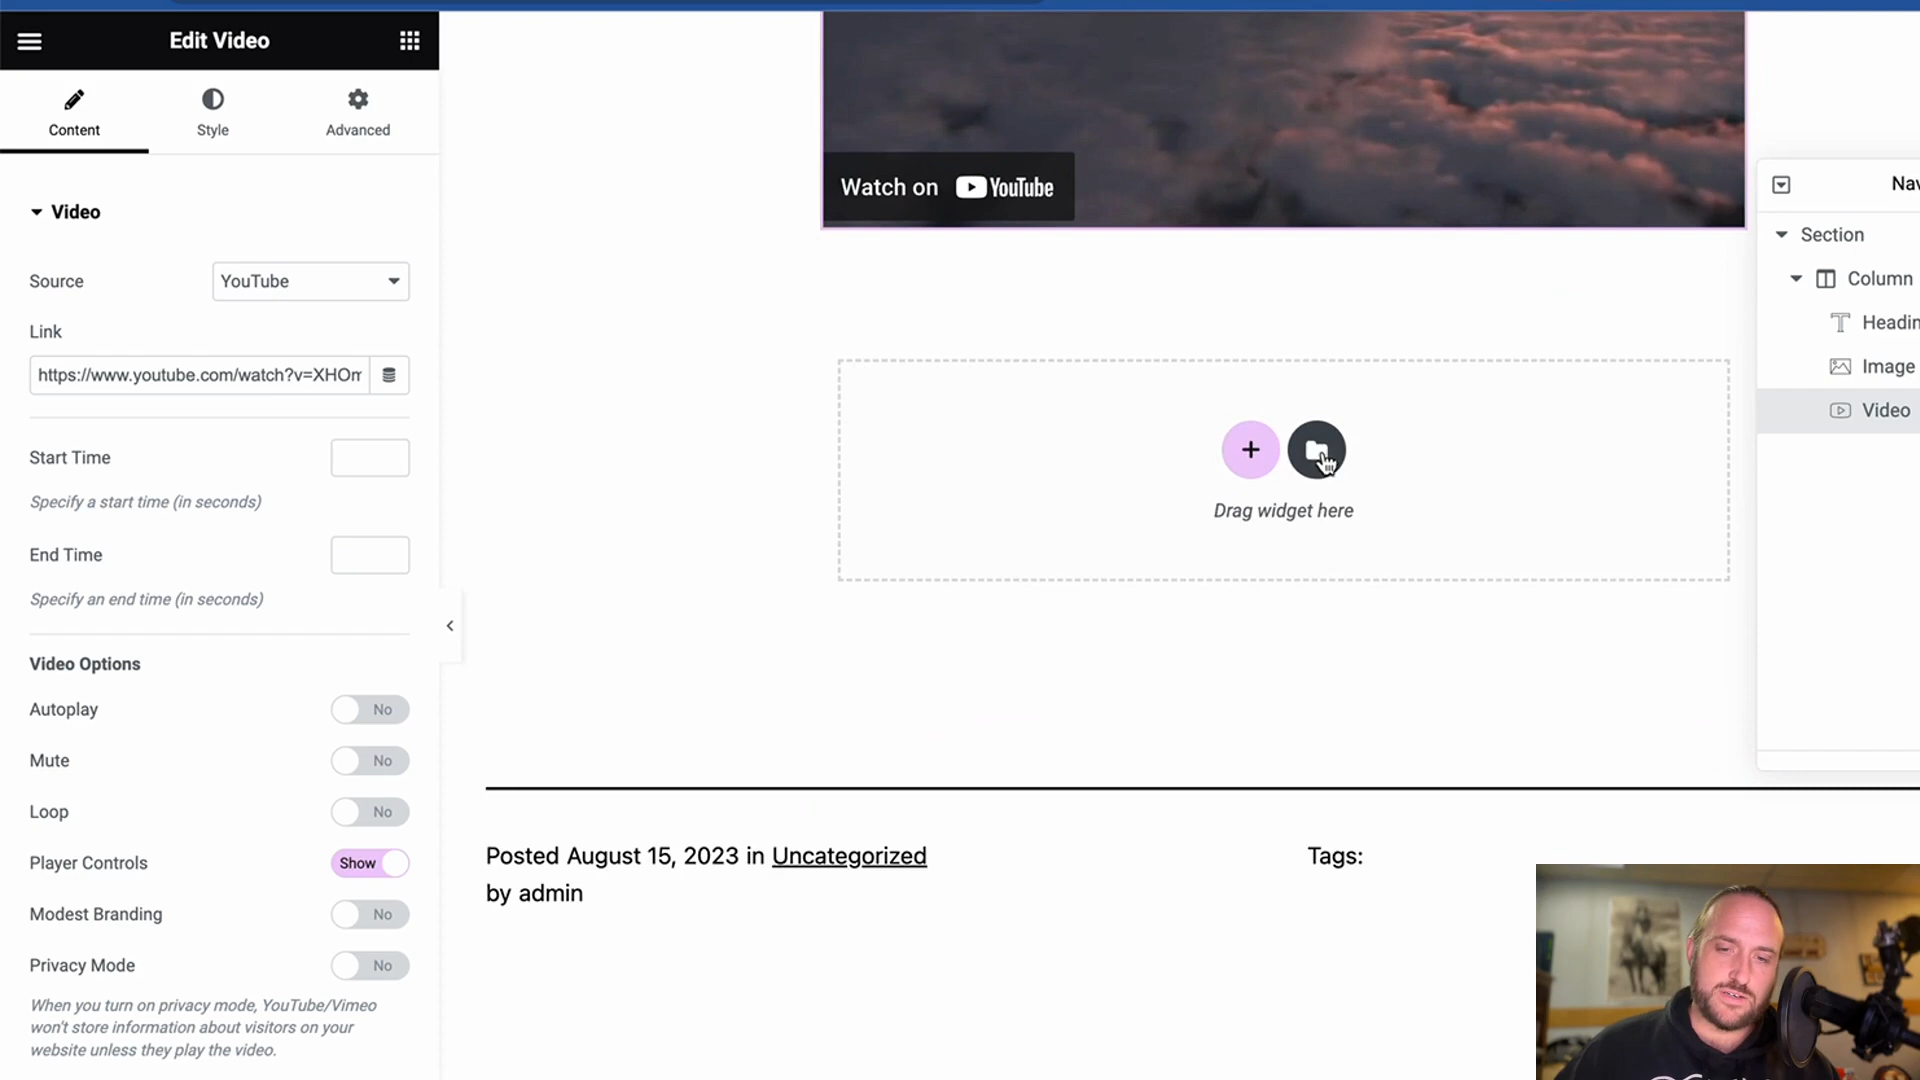 Edit Video
Content
Style
Advanced
Video
Source
YouTube
Link
https://www.youtube.com/watch?v=XHOm
Start Time
Specify a start time (in seconds)
End Time
Specify an end time (in seconds)
Video Options
Autoplay
No
Mute
No
Loop
No
Player Controls
Show
Modest Branding
No
Privacy Mode
No
When you turn on privacy mode, YouTube/Vimeo
won't store information about visitors on your
website unless they play the video.
Watch on YouTube
Drag widget here
Posted August 15, 2023 in Uncategorized
by admin
Tags:
Nav
Section
Column
Headin
Image
Video